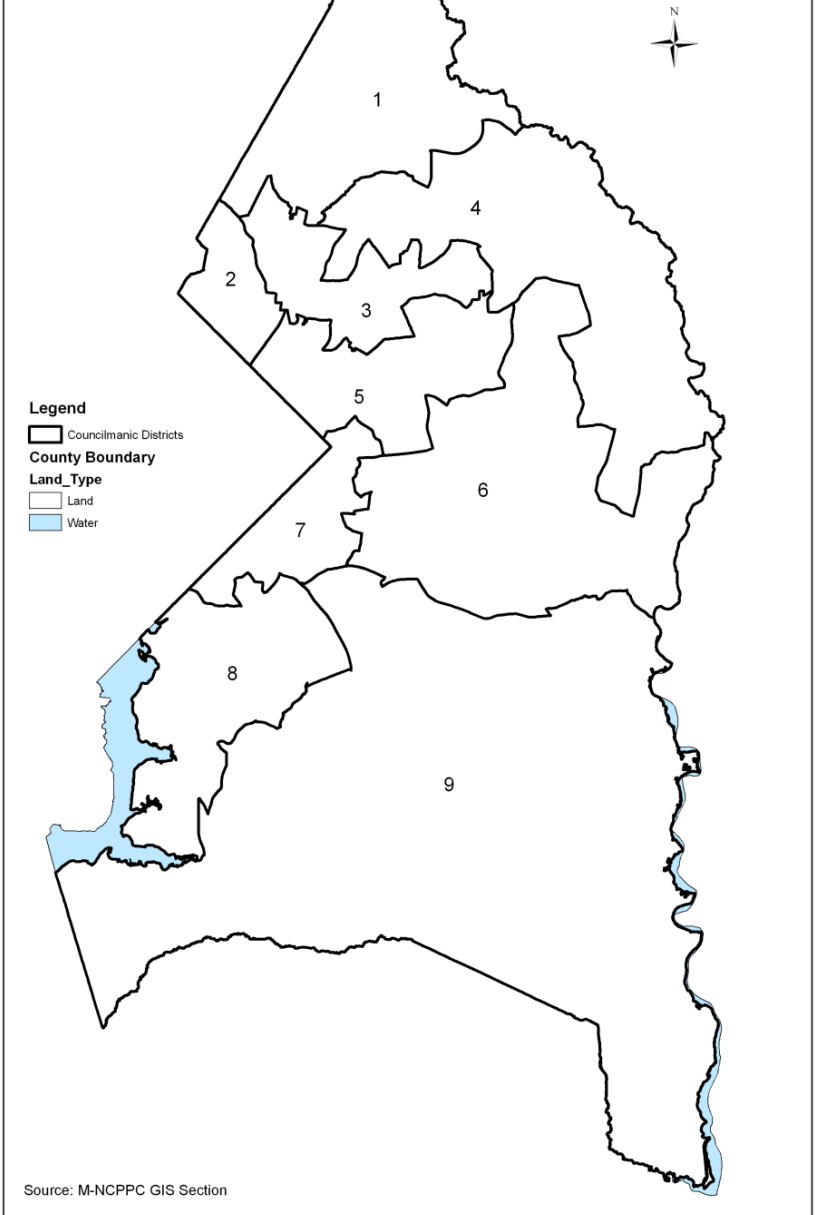 N
1
4
2
3
5
Legend
Councilmanic Districts
County Boundary
Land_Type
Land
Water
6
7
8
9
Source: M-NCPPC GIS Section